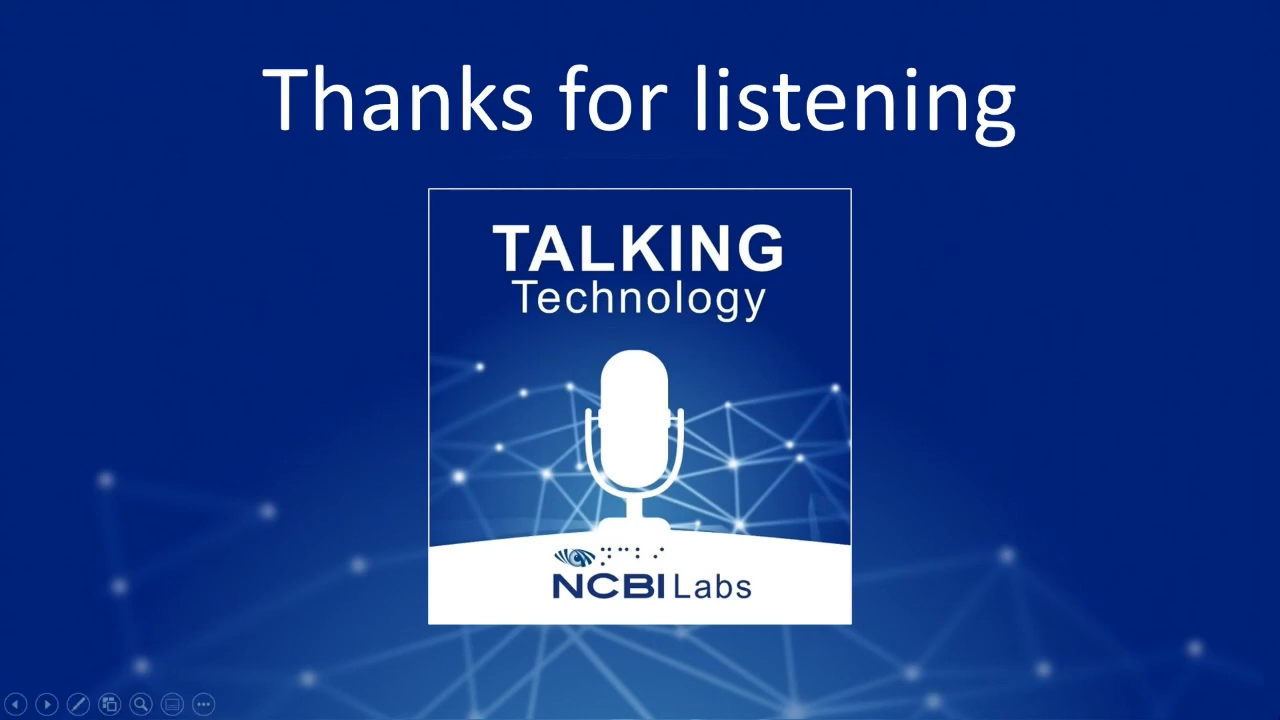 Thanks for listening
TALKING
Technology
⠝⠉⠃⠊
NCBI Labs